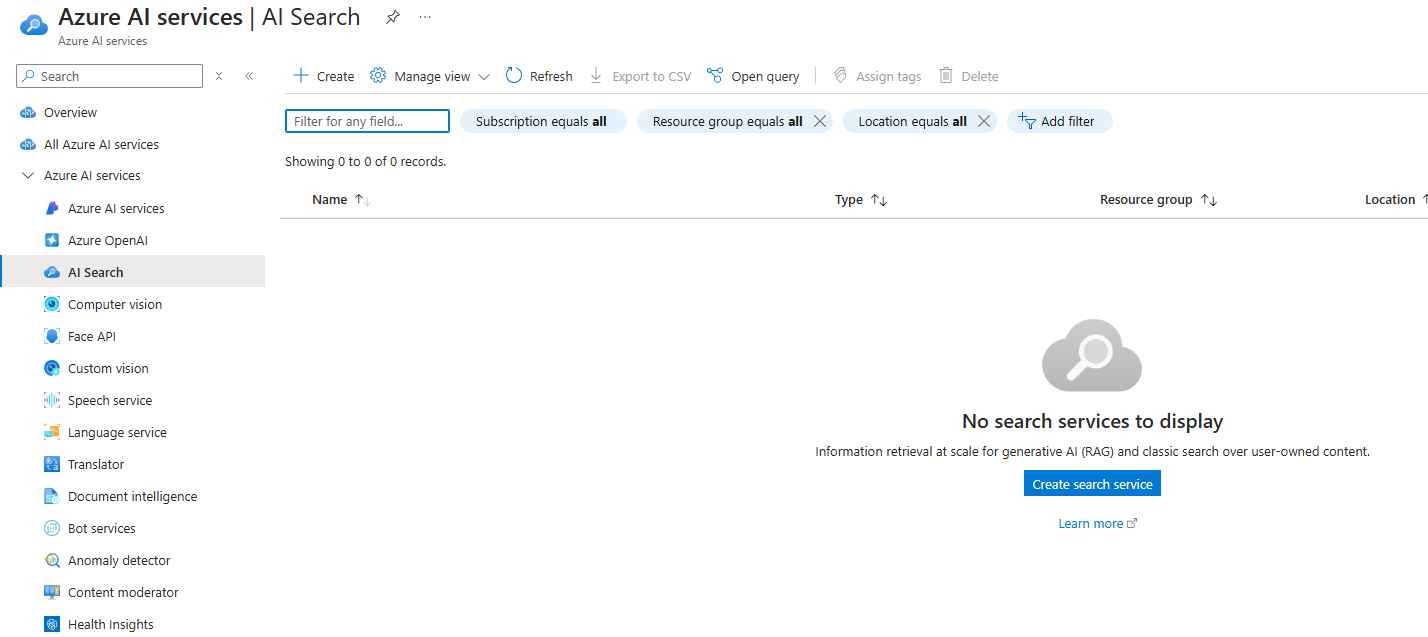 Azure AI services | AI Search
Azure AI services
Search
Create
Manage view
Refresh
Export to CSV
Open query
Assign tags
Delete
Overview
All Azure AI services
Azure AI services
Azure AI services
Azure OpenAI
AI Search
Computer vision
Face API
Custom vision
Speech service
Language service
Translator
Document intelligence
Bot services
Anomaly detector
Content moderator
Health Insights
Filter for any field...
Subscription equals all
Resource group equals all
Location equals all
Add filter
Showing 0 to 0 of 0 records.
Name
Type
Resource group
Location
No search services to display
Information retrieval at scale for generative AI (RAG) and classic search over user-owned content.
Create search service
Learn more